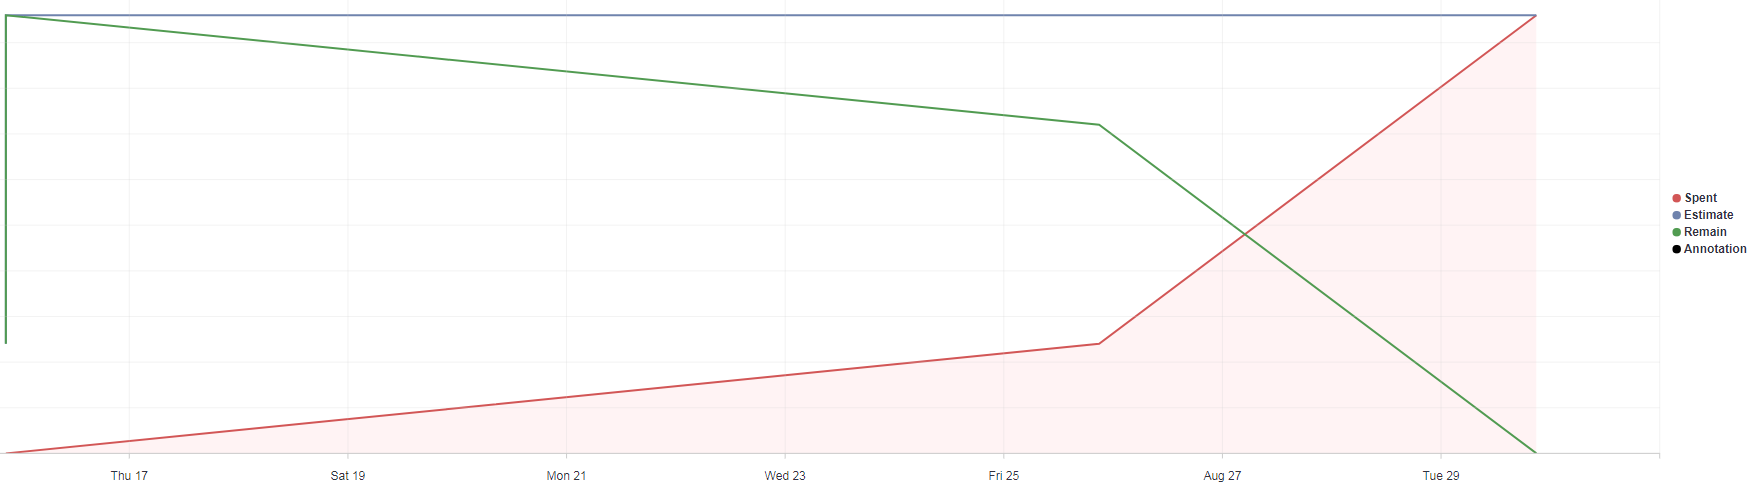 Spent
Estimate
Remain
Annotation
Thu 17 Sat 19 Mon 21 Wed 23 Fri 25 Aug 27 Tue 29